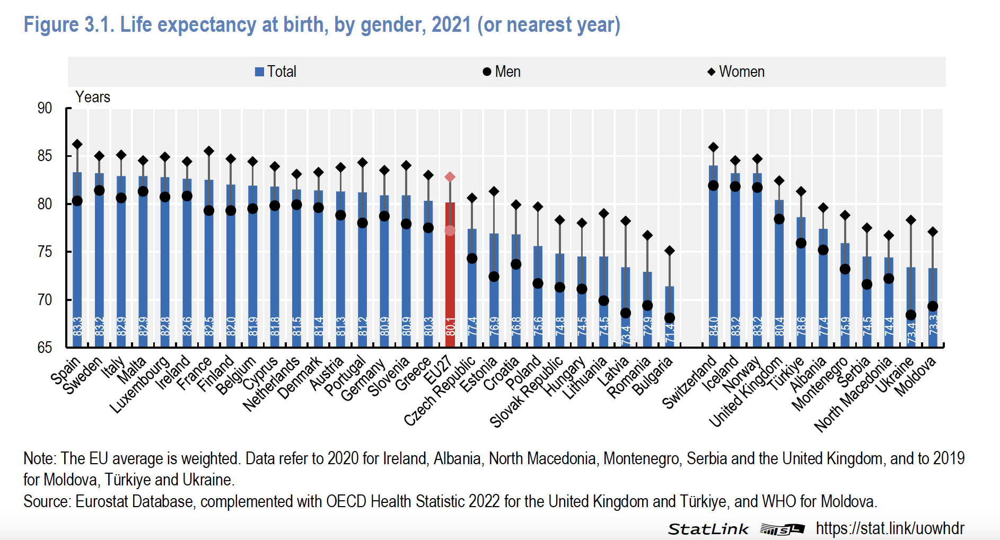 Figure 3.1. Life expectancy at birth, by gender, 2021 (or nearest year)
Total
Men
Women
Years
90
85
80
75
70
65
83.3
83.2
82.9
82.9
82.8
82.6
82.5
82.0
81.9
81.8
81.5
81.4
81.3
81.2
80.9
80.9
80.3
80.1
77.4
76.9
76.8
75.6
74.8
74.5
74.5
73.4
72.9
71.4
84.0
83.2
83.2
80.4
78.6
77.4
75.9
74.5
74.4
73.4
73.3
Spain
Sweden
Italy
Malta
Luxembourg
Ireland
France
Finland
Belgium
Cyprus
Netherlands
Denmark
Austria
Portugal
Germany
Slovenia
Greece
EU27
Czech Republic
Estonia
Croatia
Poland
Slovak Republic
Hungary
Lithuania
Latvia
Romania
Bulgaria
Switzerland
Iceland
Norway
United Kingdom
Türkiye
Albania
Montenegro
Serbia
North Macedonia
Ukraine
Moldova
Note: The EU average is weighted. Data refer to 2020 for Ireland, Albania, North Macedonia, Montenegro, Serbia and the United Kingdom, and to 2019
for Moldova, Türkiye and Ukraine.
Source: Eurostat Database, complemented with OECD Health Statistic 2022 for the United Kingdom and Türkiye, and WHO for Moldova.
StatLink SL https://stat.link/uowhdr